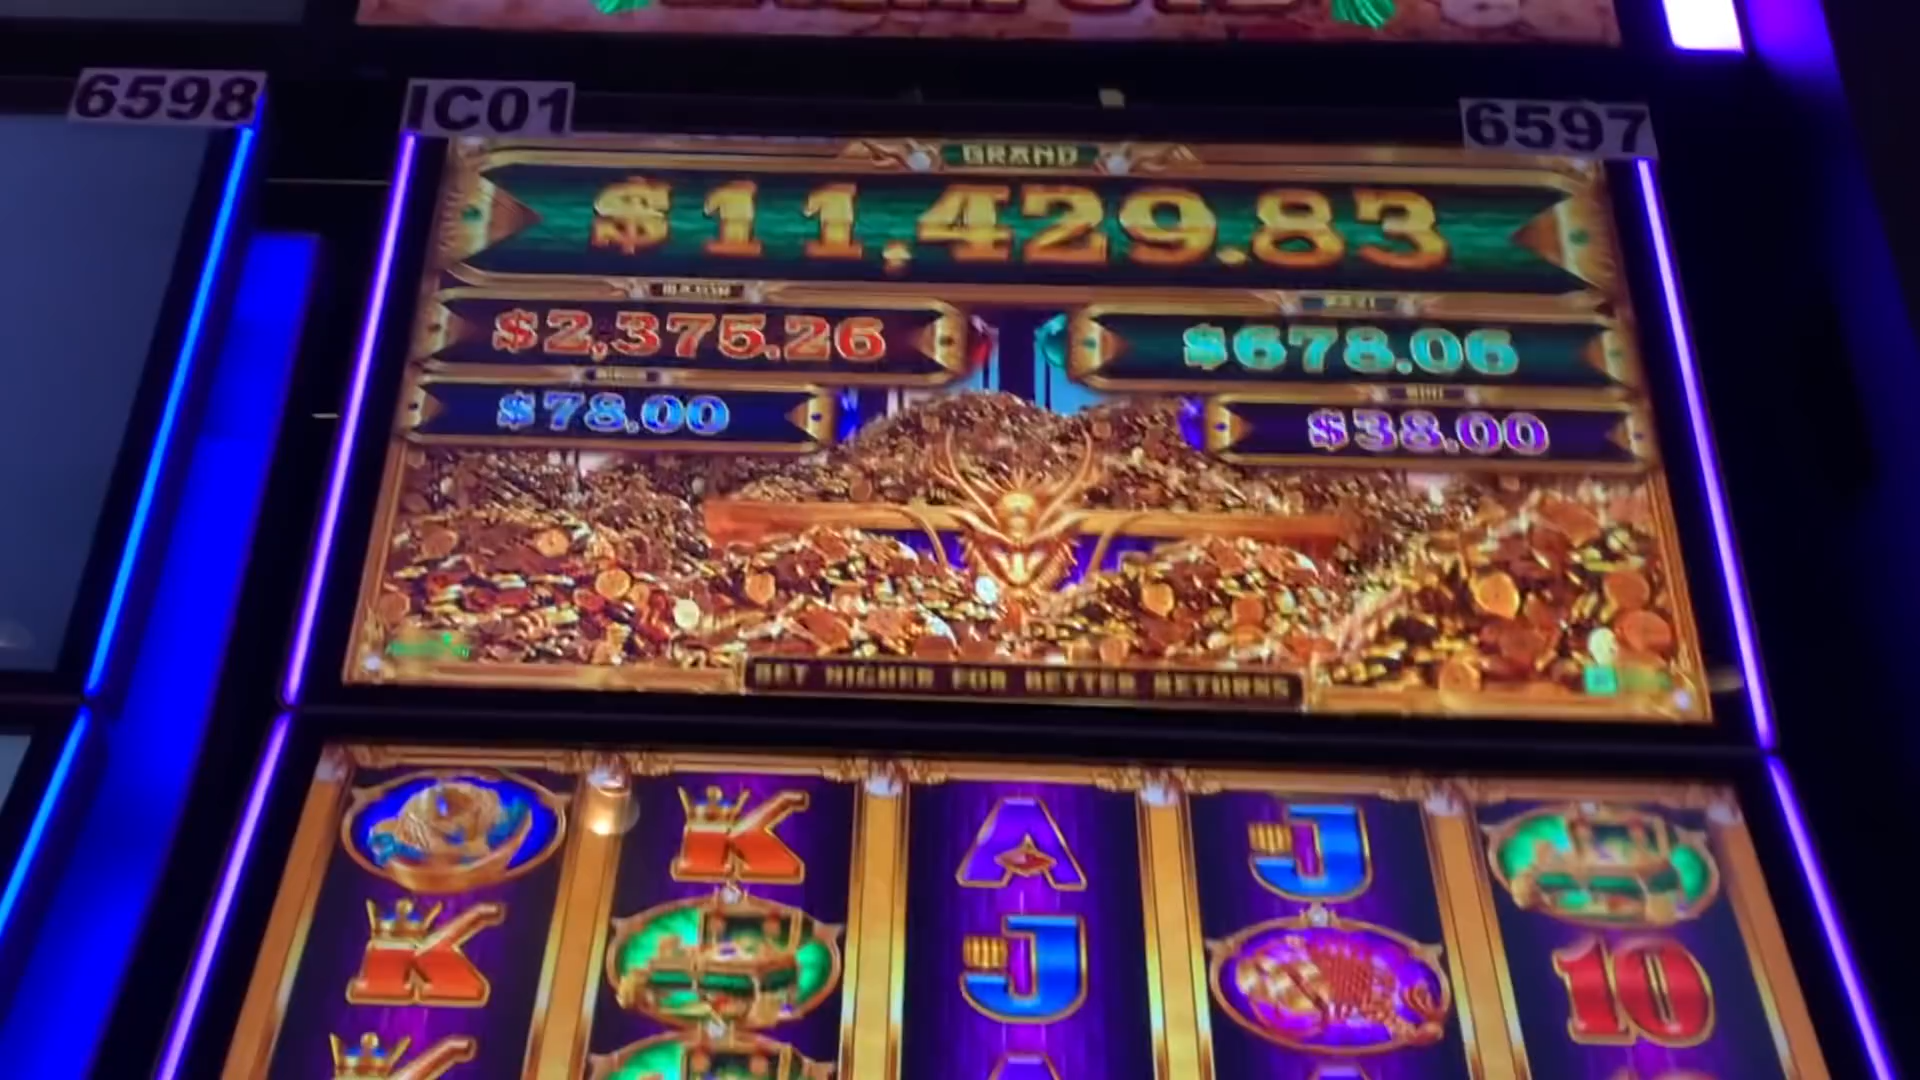 6598
IC01
6597
GRAND
$11,429.83
$2,375.26
$678.06
$78.00
MINI
$38.00
BET HIGHER FOR BETTER RETURNS
K
A
J
K
J
10
K